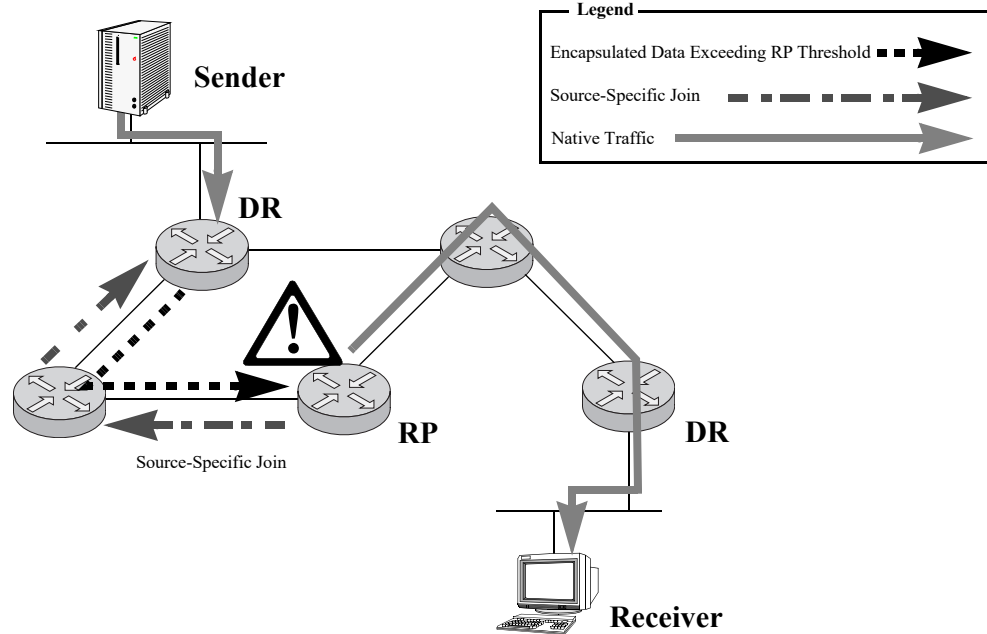 Legend
Encapsulated Data Exceeding RP Threshold
Source-Specific Join
Native Traffic
Sender
DR
RP
DR
Source-Specific Join
Receiver